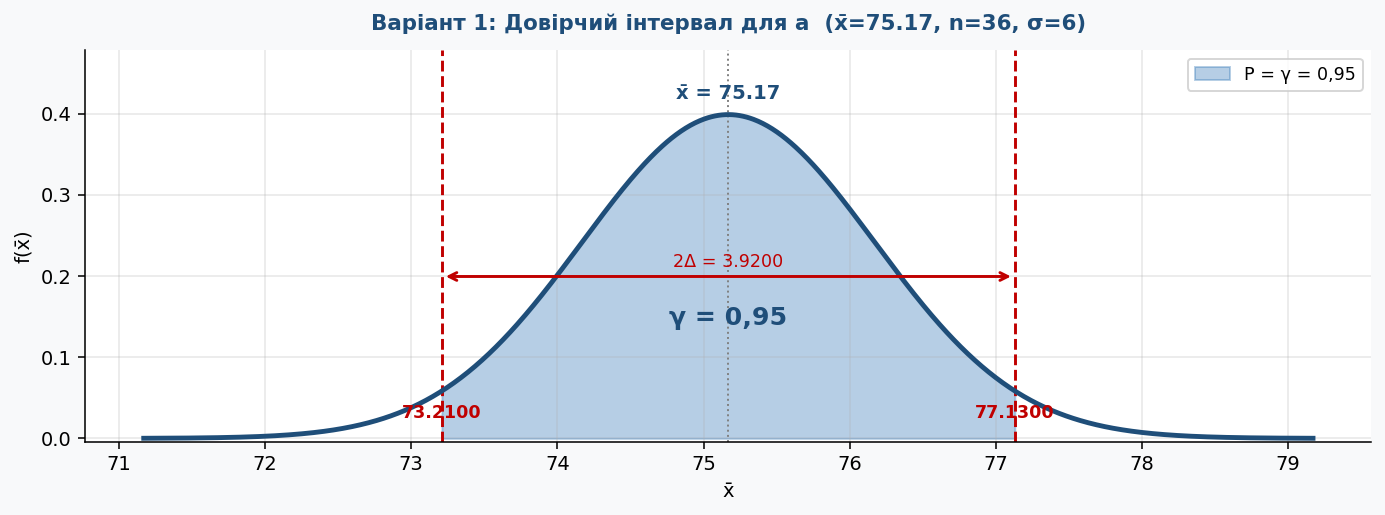 Варіант 1: Довірчий інтервал для a (x̄=75.17, n=36, σ=6)
P = γ = 0,95
x̄ = 75.17
0.4
0.3
0.2
0.1
0.0
f(x̄)
2Δ = 3.9200
γ = 0,95
73.2100
77.1300
71 72 73 74 75 76 77 78 79
x̄